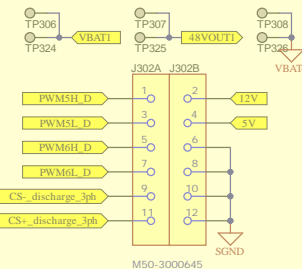 TP306
TP307
TP308
TP324
VBAT1
TP325
48VOUT1
TP326
VBAT
J302A
J302B
PWM5H_D
1
2
12V
PWM5L_D
3
4
5V
PWM6H_D
5
6
PWM6L_D
7
8
CS-_discharge_3ph
9
10
CS+_discharge_3ph
11
12
SGND
M50-3000645